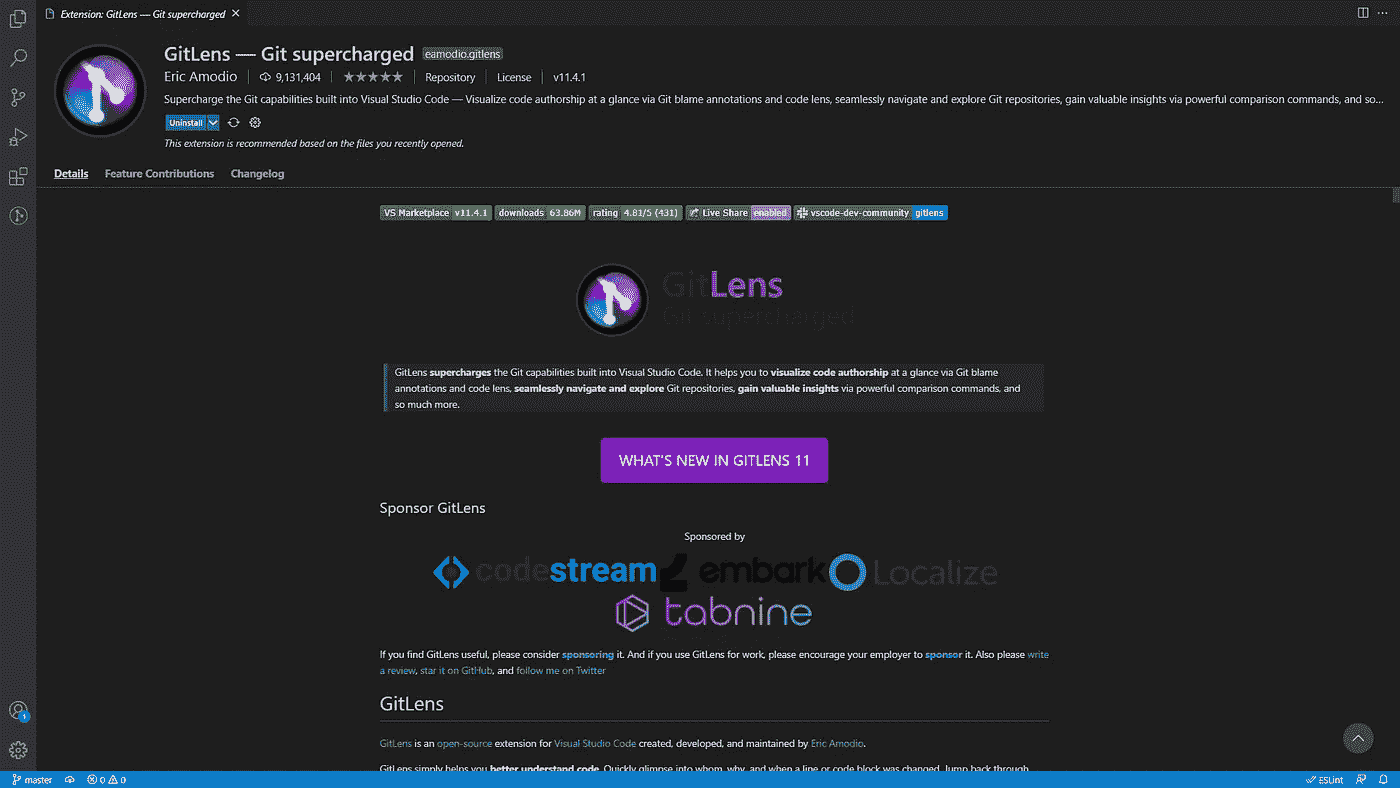 Extension: GitLens — Git supercharged
GitLens — Git supercharged eamodio.gitlens
Eric Amodio 9,131,404 Repository License v11.4.1
Supercharge the Git capabilities built into Visual Studio Code — Visualize code authorship at a glance via Git blame annotations and code lens, seamlessly navigate and explore Git repositories, gain valuable insights via powerful comparison commands, and so...
Uninstall
This extension is recommended based on the files you recently opened.
Details Feature Contributions Changelog
VS Marketplace v11.4.1 downloads 63.86M rating 4.81/5 (431) Live Share enabled vscode-dev-community gitlens
GitLens
Git supercharged
GitLens supercharges the Git capabilities built into Visual Studio Code. It helps you to visualize code authorship at a glance via Git blame
annotations and code lens, seamlessly navigate and explore Git repositories, gain valuable insights via powerful comparison commands, and
so much more.
WHAT'S NEW IN GITLENS 11
Sponsor GitLens
Sponsored by
codestream embark Localize
tabnine
If you find GitLens useful, please consider sponsoring it. And if you use GitLens for work, please encourage your employer to sponsor it. Also please write
a review, star it on GitHub, and follow me on Twitter
GitLens
GitLens is an open-source extension for Visual Studio Code created, developed, and maintained by Eric Amodio.
GitLens simply helps you better understand code. Quickly glimpse into whom, why, and when a line or code block was changed. Jump back through
1
master 0 0 ESLint